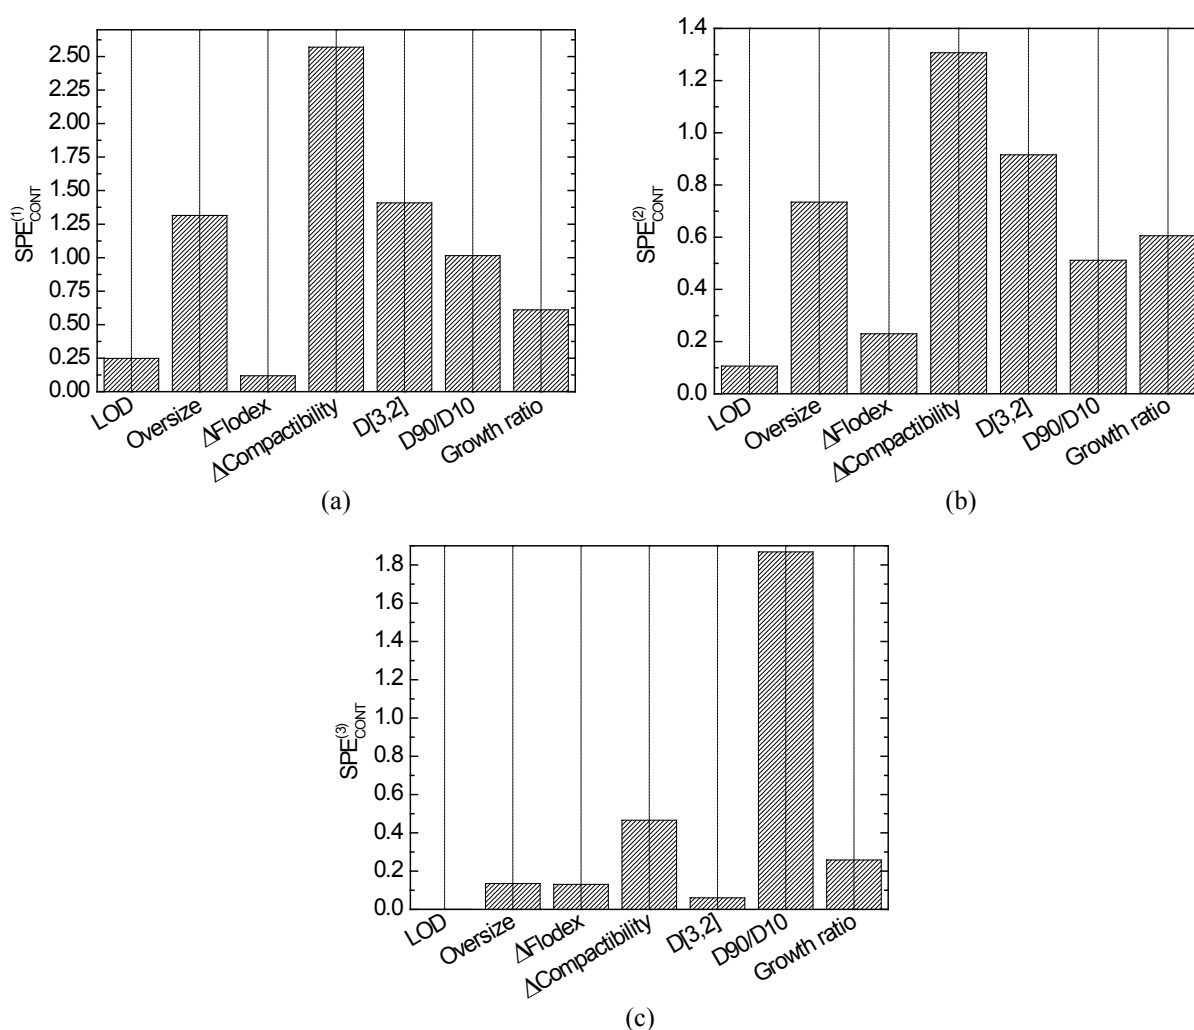 2.50
2.25
2.00
1.75
1.50
1.25
1.00
0.75
0.50
0.25
0.00
SPE(1)CONT
LOD
Oversize
ΔFlodex
ΔCompactibility
D[3,2]
D90/D10
Growth ratio
(a)
1.4
1.2
1.0
0.8
0.6
0.4
0.2
0.0
SPE(2)CONT
LOD
Oversize
ΔFlodex
ΔCompactibility
D[3,2]
D90/D10
Growth ratio
(b)
1.8
1.6
1.4
1.2
1.0
0.8
0.6
0.4
0.2
0.0
SPE(3)CONT
LOD
Oversize
ΔFlodex
ΔCompactibility
D[3,2]
D90/D10
Growth ratio
(c)